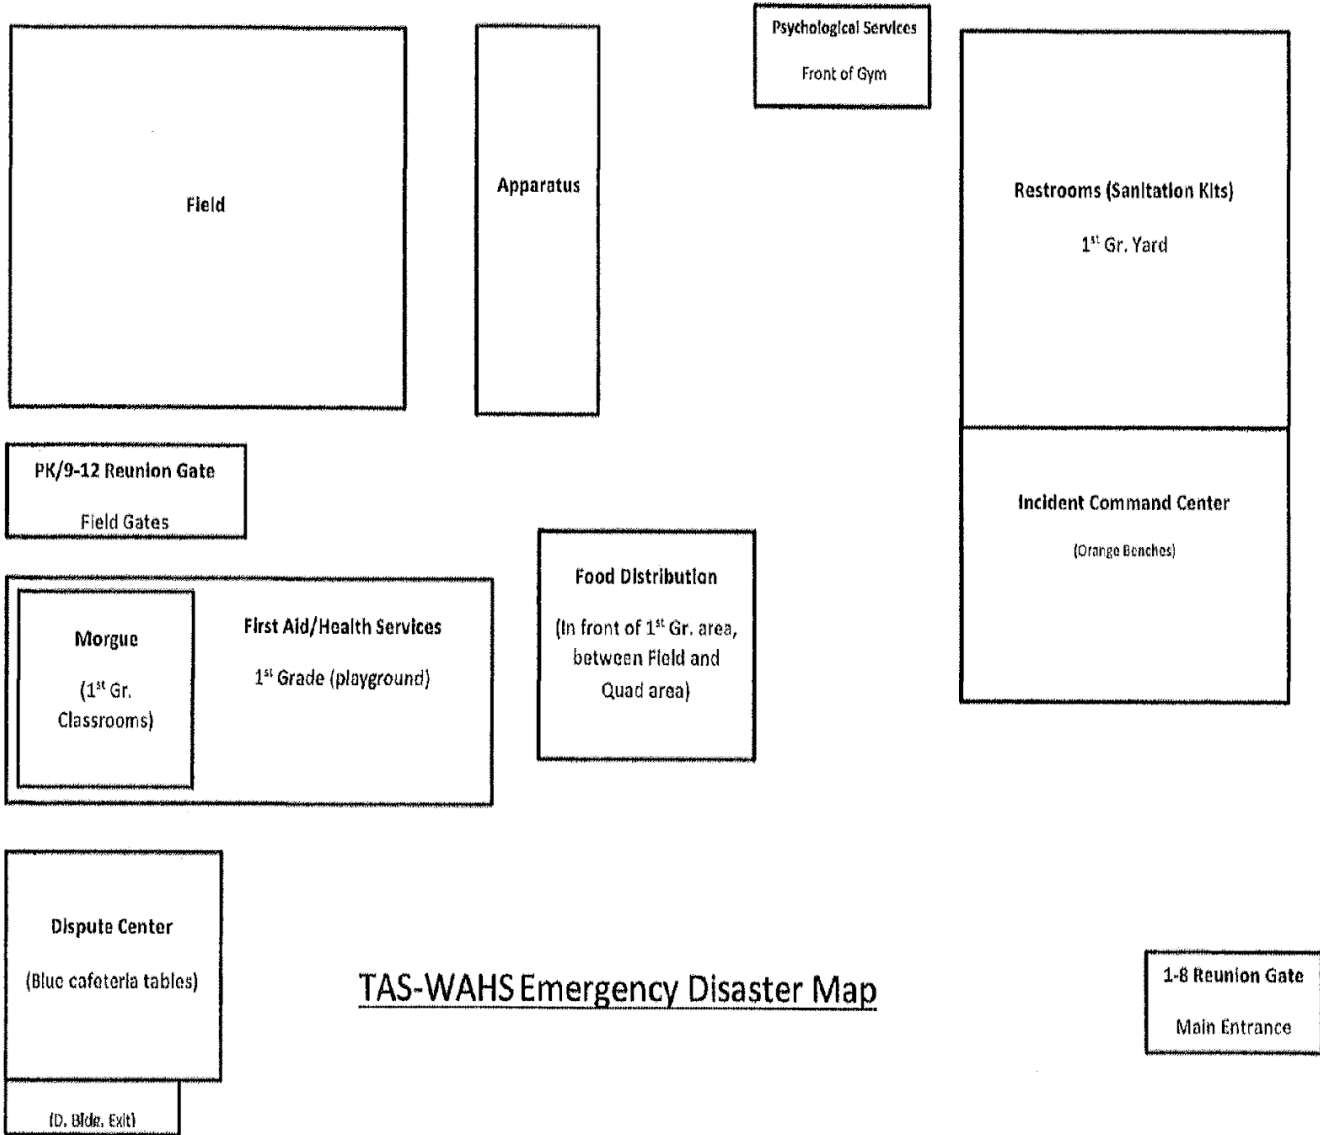 Psychological Services
Front of Gym
Field
Apparatus
Restrooms (Sanitation Kits)
1st Gr. Yard
PK/9-12 Reunion Gate
Field Gates
Incident Command Center
(Orange Benches)
Food Distribution
(In front of 1st Gr. area,
between Field and
Quad area)
Morgue
(1st Gr.
Classrooms)
First Aid/Health Services
1st Grade (playground)
Dispute Center
(Blue cafeteria tables)
TAS-WAHS Emergency Disaster Map
1-8 Reunion Gate
Main Entrance
(D. Bldg. Exit)